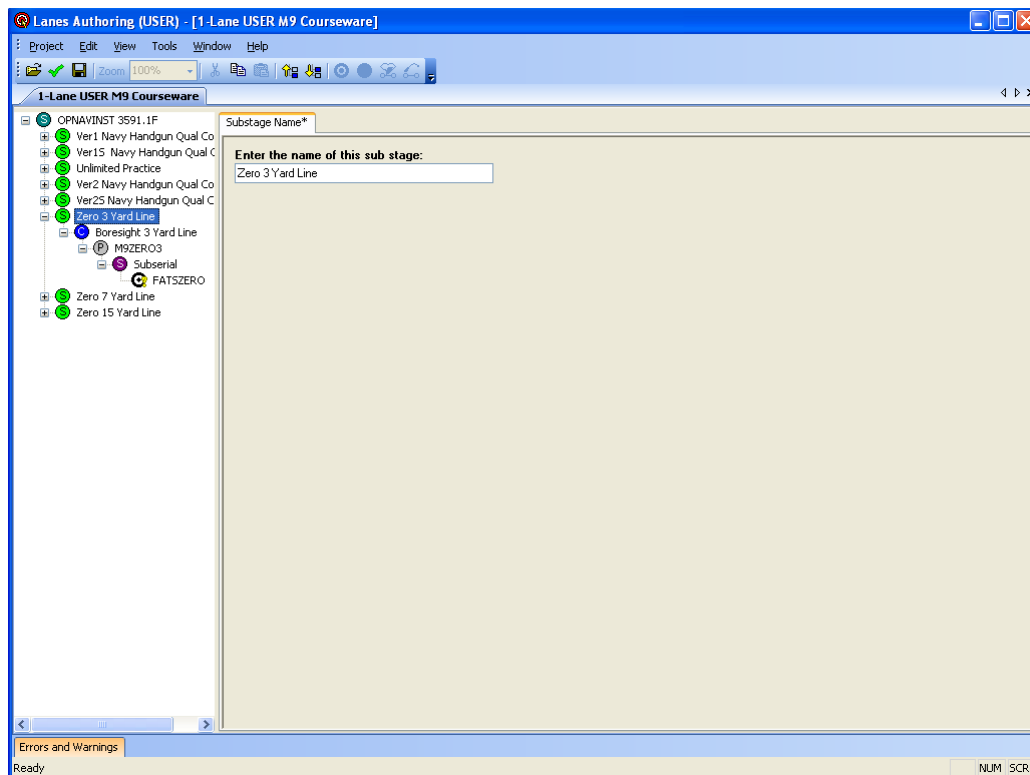 Lanes Authoring (USER) - [1-Lane USER M9 Courseware]
Project Edit View Tools Window Help
Zoom 100%
1-Lane USER M9 Courseware
OPNAVINST 3591.1F
Ver1 Navy Handgun Qual Co
Ver1S Navy Handgun Qual C
Unlimited Practice
Ver2 Navy Handgun Qual Co
Ver2S Navy Handgun Qual C
Zero 3 Yard Line
Boresight 3 Yard Line
M9ZERO3
Subserial
FATSZERO
Zero 7 Yard Line
Zero 15 Yard Line
Substage Name*
Enter the name of this sub stage:
Zero 3 Yard Line
Errors and Warnings
Ready NUM SCR